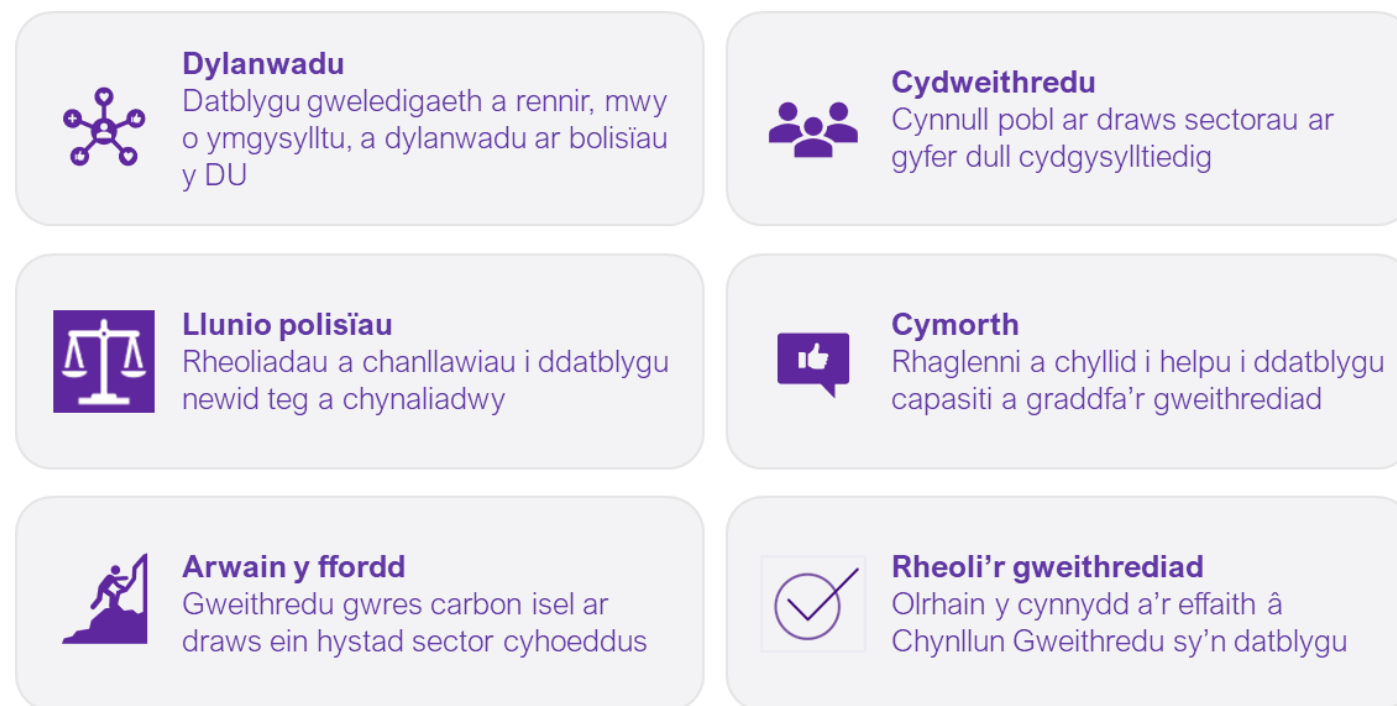 Dylanwadu
Datblygu gweledigaeth a rennir, mwy
o ymgysylltu, a dylanwadu ar bolisïau
y DU
Cydweithredu
Cynnull pobl ar draws sectorau ar
gyfer dull cydgysylltiedig
Llunio polisïau
Rheoliadau a chanllawiau i ddatblygu
newid teg a chynaliadwy
Cymorth
Rhaglenni a chyllid i helpu i ddatblygu
capasiti a graddfa’r gweithrediad
Arwain y ffordd
Gweithredu gwres carbon isel ar
draws ein hystad sector cyhoeddus
Rheoli’r gweithrediad
Olrhain y cynnydd a’r effaith â
Chynllun Gweithredu sy’n datblygu